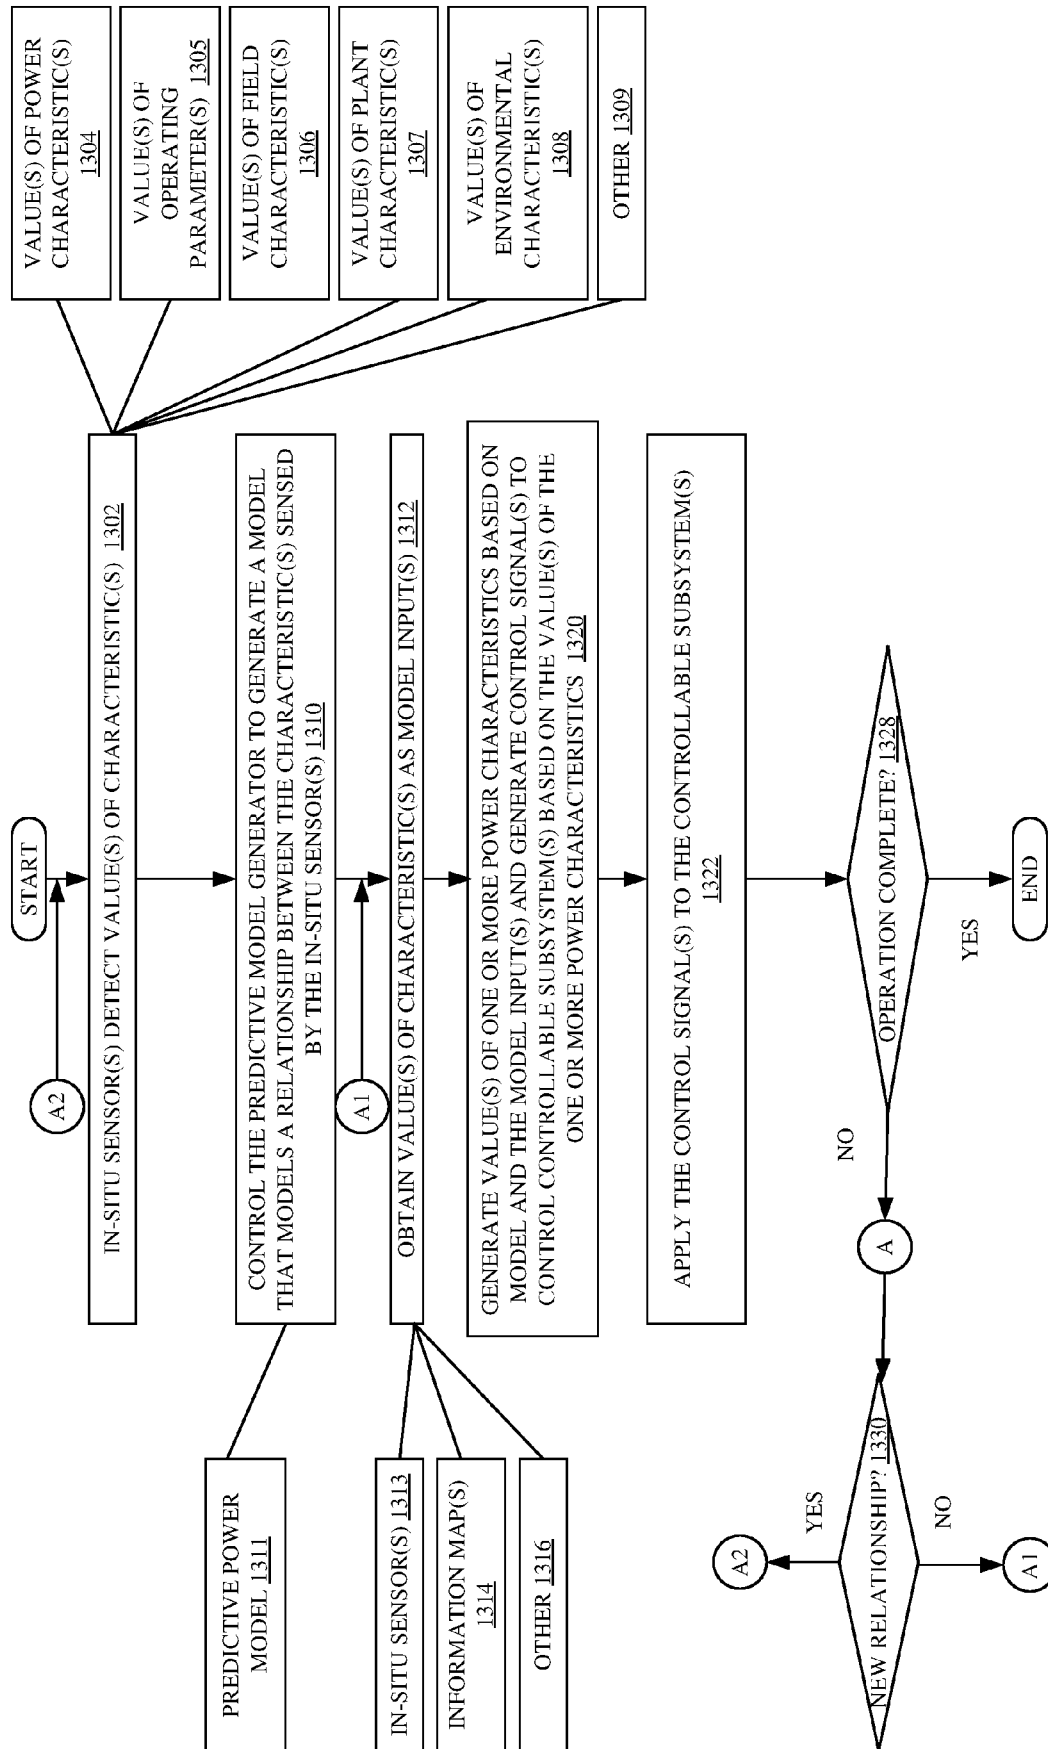 START
A2
IN-SITU SENSOR(S) DETECT VALUE(S) OF CHARACTERISTIC(S) 1302
VALUE(S) OF POWER
CHARACTERISTIC(S)
1304
VALUE(S) OF
OPERATING
PARAMETER(S) 1305
VALUE(S) OF FIELD
CHARACTERISTIC(S)
1306
VALUE(S) OF PLANT
CHARACTERISTIC(S)
1307
VALUE(S) OF
ENVIRONMENTAL
CHARACTERISTIC(S)
1308
OTHER 1309
CONTROL THE PREDICTIVE MODEL GENERATOR TO GENERATE A MODEL
THAT MODELS A RELATIONSHIP BETWEEN THE CHARACTERISTIC(S) SENSED
BY THE IN-SITU SENSOR(S) 1310
PREDICTIVE POWER
MODEL 1311
A1
OBTAIN VALUE(S) OF CHARACTERISTIC(S) AS MODEL INPUT(S) 1312
IN-SITU SENSOR(S) 1313
INFORMATION MAP(S)
1314
OTHER 1316
GENERATE VALUE(S) OF ONE OR MORE POWER CHARACTERISTICS BASED ON
MODEL AND THE MODEL INPUT(S) AND GENERATE CONTROL SIGNAL(S) TO
CONTROL CONTROLLABLE SUBSYSTEM(S) BASED ON THE VALUE(S) OF THE
ONE OR MORE POWER CHARACTERISTICS 1320
APPLY THE CONTROL SIGNAL(S) TO THE CONTROLLABLE SUBSYSTEM(S)
1322
OPERATION COMPLETE? 1328
NO
YES
END
A
NEW RELATIONSHIP? 1330
YES
A2
NO
A1